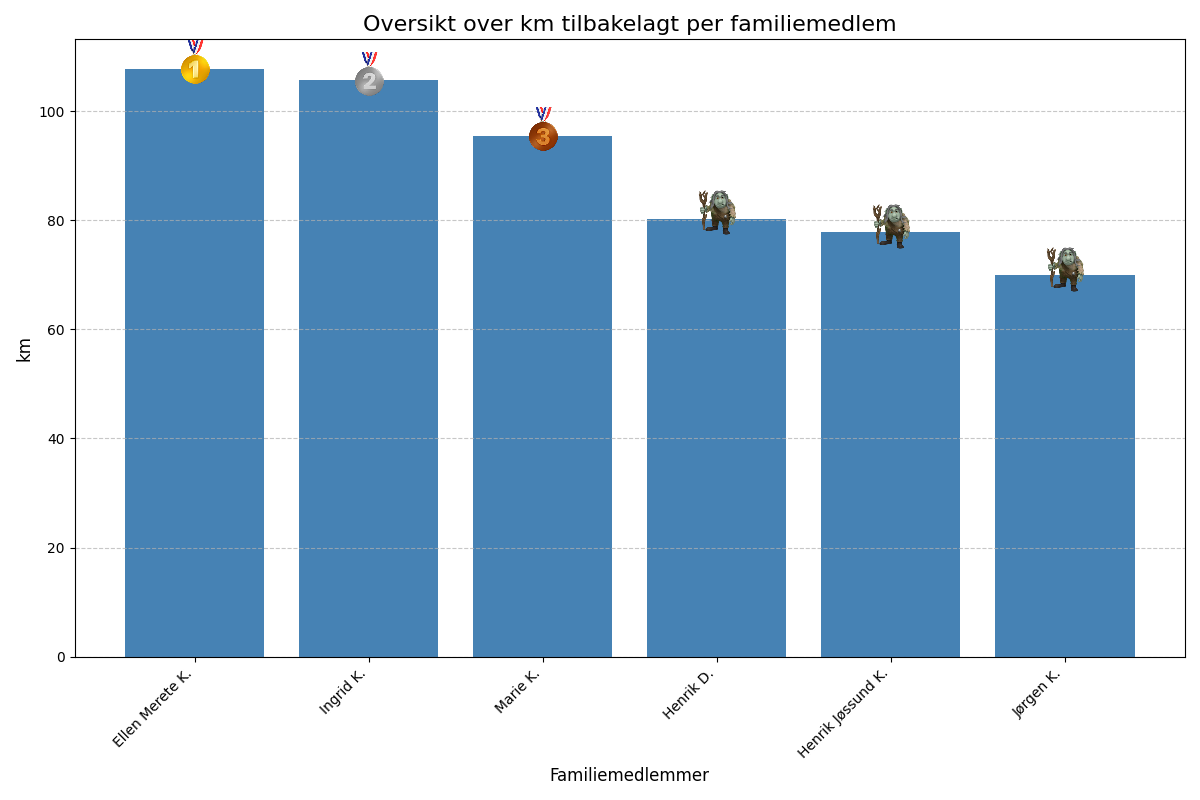 Oversikt over km tilbakelagt per familiemedlem
1
2
3
km
100
80
60
40
20
0
Ellen Merete K.
Ingrid K.
Marie K.
Henrik D.
Henrik Jøssund K.
Jørgen K.
Familiemedlemmer